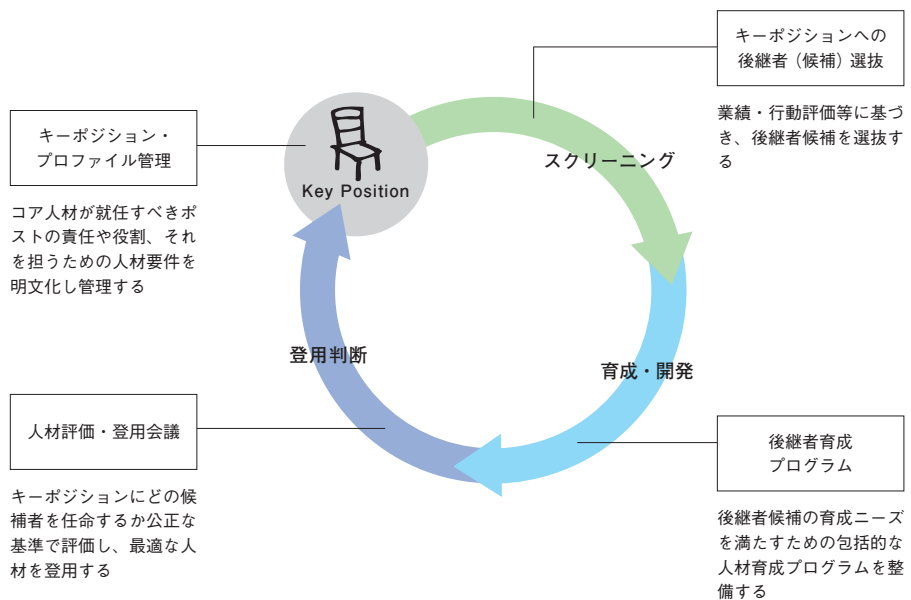 キーポジションへの
後継者（候補）選抜
業績・行動評価等に基づ
き、後継者候補を選抜す
る
キーポジション・
プロファイル管理
コア人材が就任すべきポ
ストの責任や役割、それ
を担うための人材要件を
明文化し管理する
Key Position
スクリーニング
登用判断
育成・開発
人材評価・登用会議
キーポジションにどの候
補者を任命するか公正な
基準で評価し、最適な人
材を登用する
後継者育成
プログラム
後継者候補の育成ニーズ
を満たすための包括的な
人材育成プログラムを整
備する